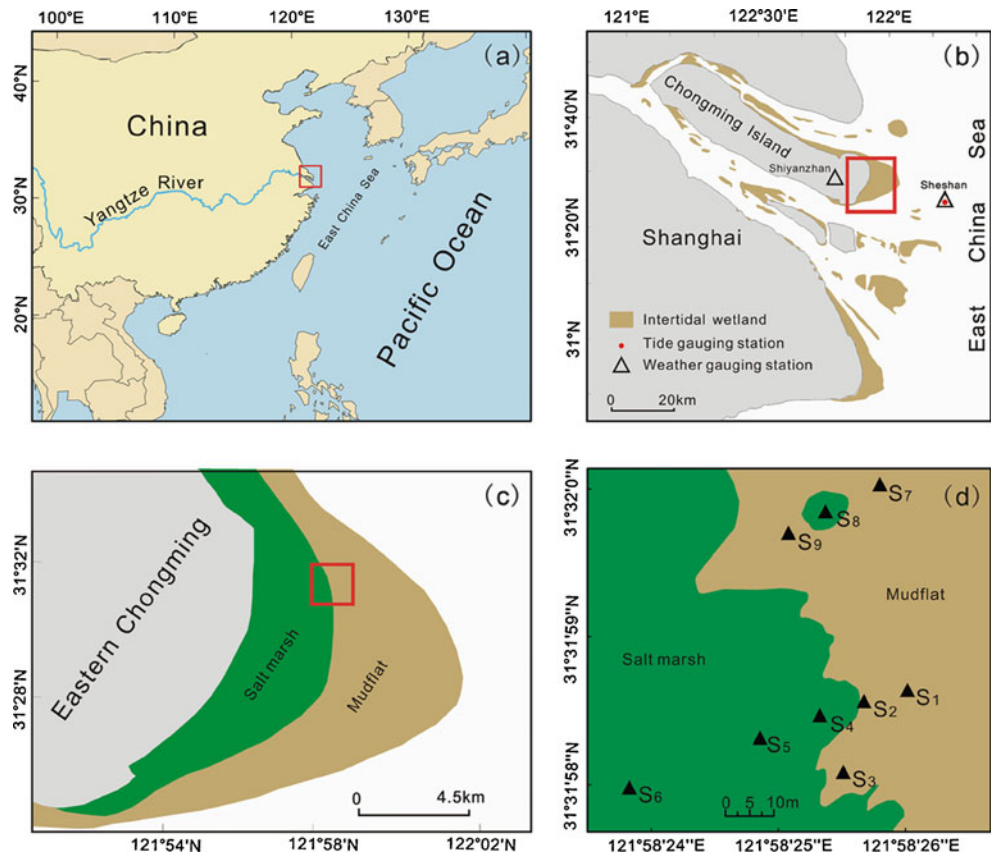 100°E 120°E 130°E
(a)
40°N
30°N
20°N
China
Yangtze River
East China Sea
Pacific Ocean
121°E 122°30'E 122°E
(b)
31°40'N
31°20'N
31°N
Chongming Island
Shiyanzhan
Sheshan
Shanghai
East China Sea
Intertidal wetland
Tide gauging station
Weather gauging station
0 20km
(c)
31°32'N
31°28'N
Eastern Chongming
Salt marsh
Mudflat
0 4.5km
121°54'N 121°58'N 122°02'N
(d)
31°32'0"N
31°31'59"N
31°31'58"N
S7
S8
S9
Mudflat
Salt marsh
S1
S2
S4
S5
S3
S6
0 5 10m
121°58'24"E 121°58'25"E 121°58'26"E